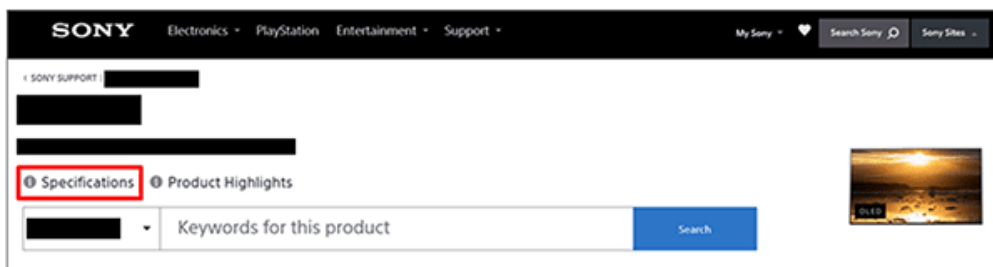 SONY Electronics PlayStation Entertainment Support My Sony Search Sony Sony Sites
< SONY SUPPORT |
Specifications Product Highlights
OLED
Keywords for this product Search